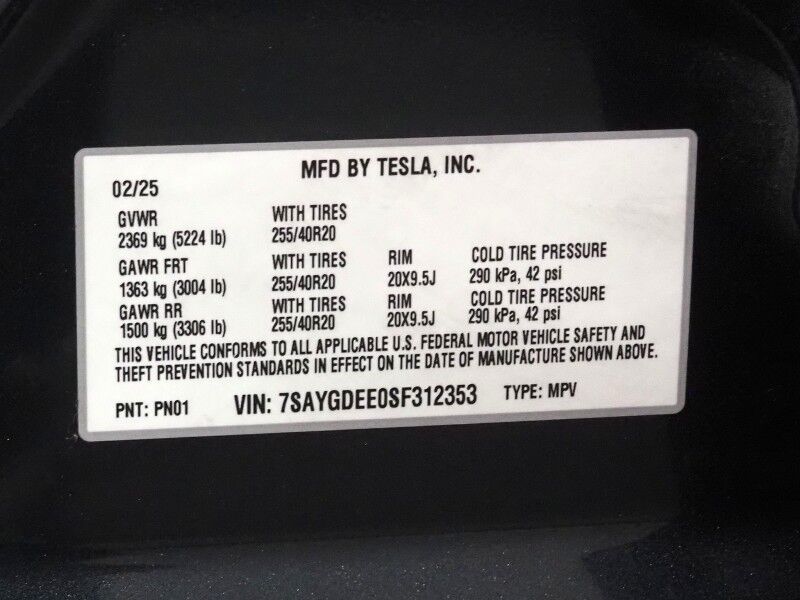 MFD BY TESLA, INC.
02/25
GVWR WITH TIRES
2369 kg (5224 lb) 255/40R20
GAWR FRT WITH TIRES RIM COLD TIRE PRESSURE
1363 kg (3004 lb) 255/40R20 20X9.5J 290 kPa, 42 psi
GAWR RR WITH TIRES RIM COLD TIRE PRESSURE
1500 kg (3306 lb) 255/40R20 20X9.5J 290 kPa, 42 psi
THIS VEHICLE CONFORMS TO ALL APPLICABLE U.S. FEDERAL MOTOR VEHICLE SAFETY AND
THEFT PREVENTION STANDARDS IN EFFECT ON THE DATE OF MANUFACTURE SHOWN ABOVE.
PNT: PN01 VIN: 7SAYGDEE0SF312353 TYPE: MPV